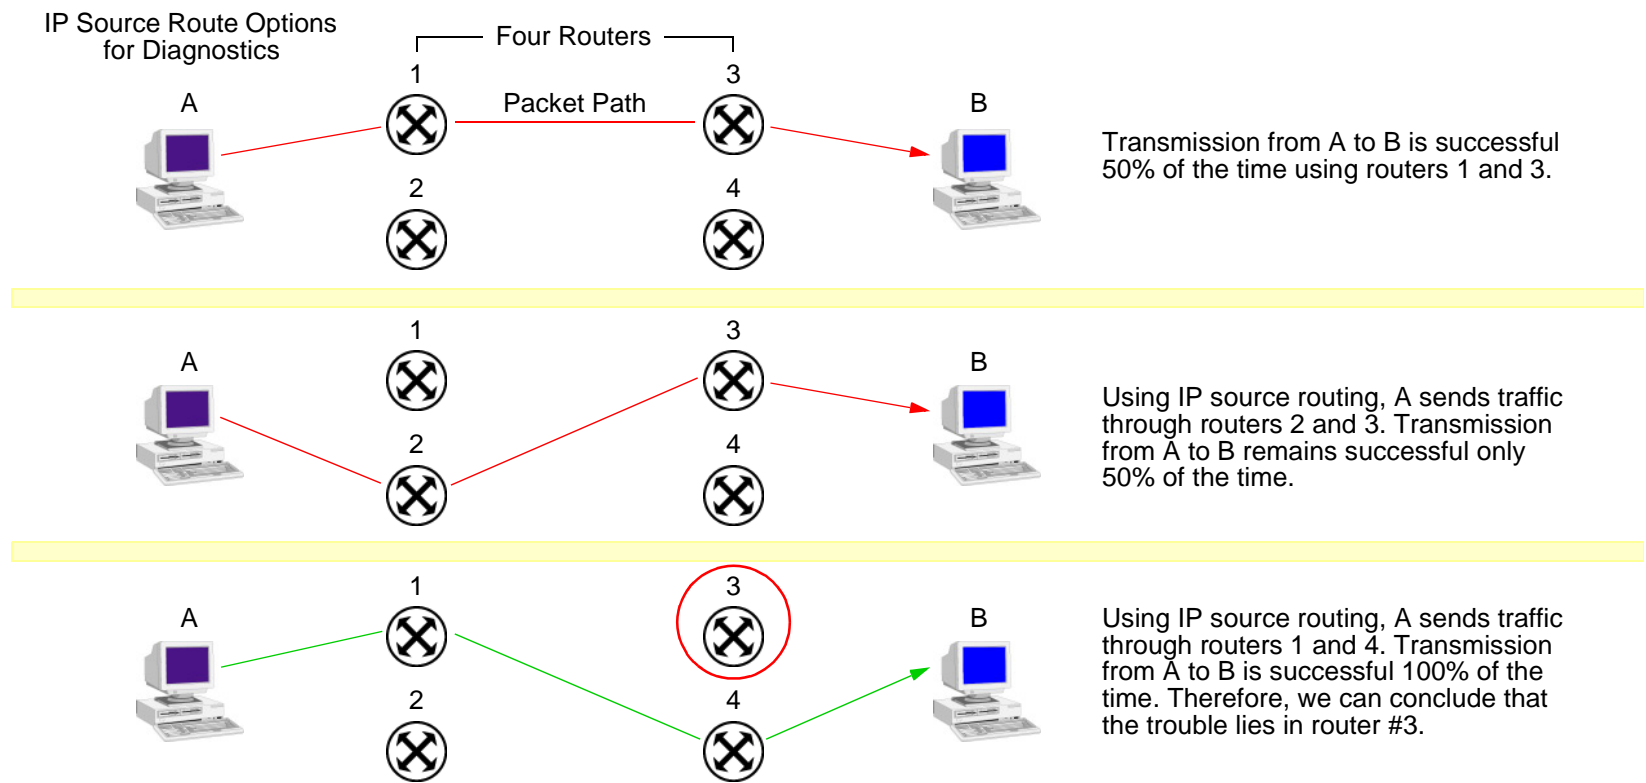 IP Source Route Options
for Diagnostics
Four Routers
1
3
A
Packet Path
B
2
4
Transmission from A to B is successful
50% of the time using routers 1 and 3.
1
3
A
B
2
4
Using IP source routing, A sends traffic
through routers 2 and 3. Transmission
from A to B remains successful only
50% of the time.
1
3
A
B
2
4
Using IP source routing, A sends traffic
through routers 1 and 4. Transmission
from A to B is successful 100% of the
time. Therefore, we can conclude that
the trouble lies in router #3.